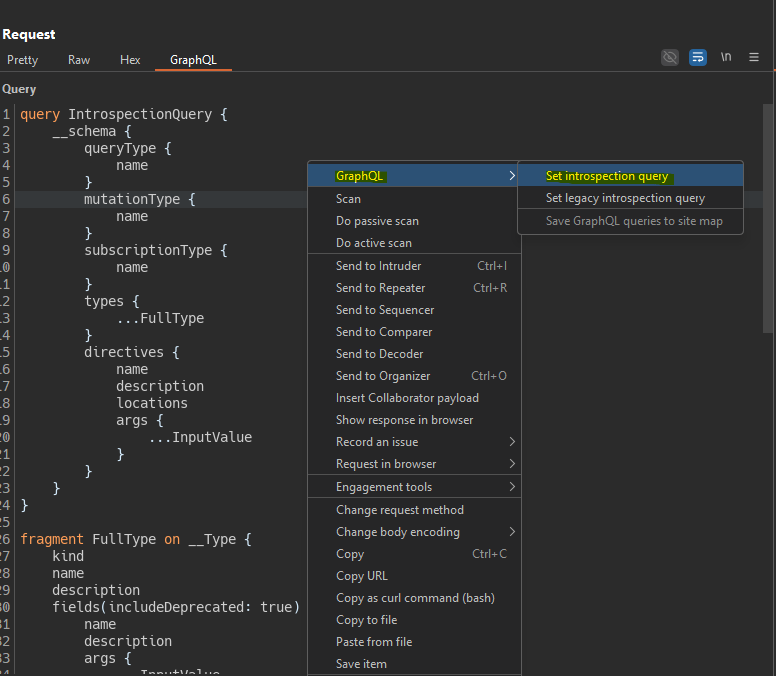 Request
Pretty Raw Hex GraphQL \n
Query
1 query IntrospectionQuery {
2 __schema {
3 queryType {
4 name
5 }
6 mutationType {
7 name
8 }
9 subscriptionType {
10 name
11 }
12 types {
13 ...FullType
14 }
15 directives {
16 name
17 description
18 locations
19 args {
20 ...InputValue
21 }
22 }
23 }
24 }
25
26 fragment FullType on __Type {
27 kind
28 name
29 description
30 fields(includeDeprecated: true)
31 name
32 description
33 args {
34 ...InputValue
GraphQL
Scan
Do passive scan
Do active scan
Send to Intruder Ctrl+I
Send to Repeater Ctrl+R
Send to Sequencer
Send to Comparer
Send to Decoder
Send to Organizer Ctrl+O
Insert Collaborator payload
Show response in browser
Record an issue
Request in browser
Engagement tools
Change request method
Change body encoding
Copy Ctrl+C
Copy URL
Copy as curl command (bash)
Copy to file
Paste from file
Save item
Set introspection query
Set legacy introspection query
Save GraphQL queries to site map